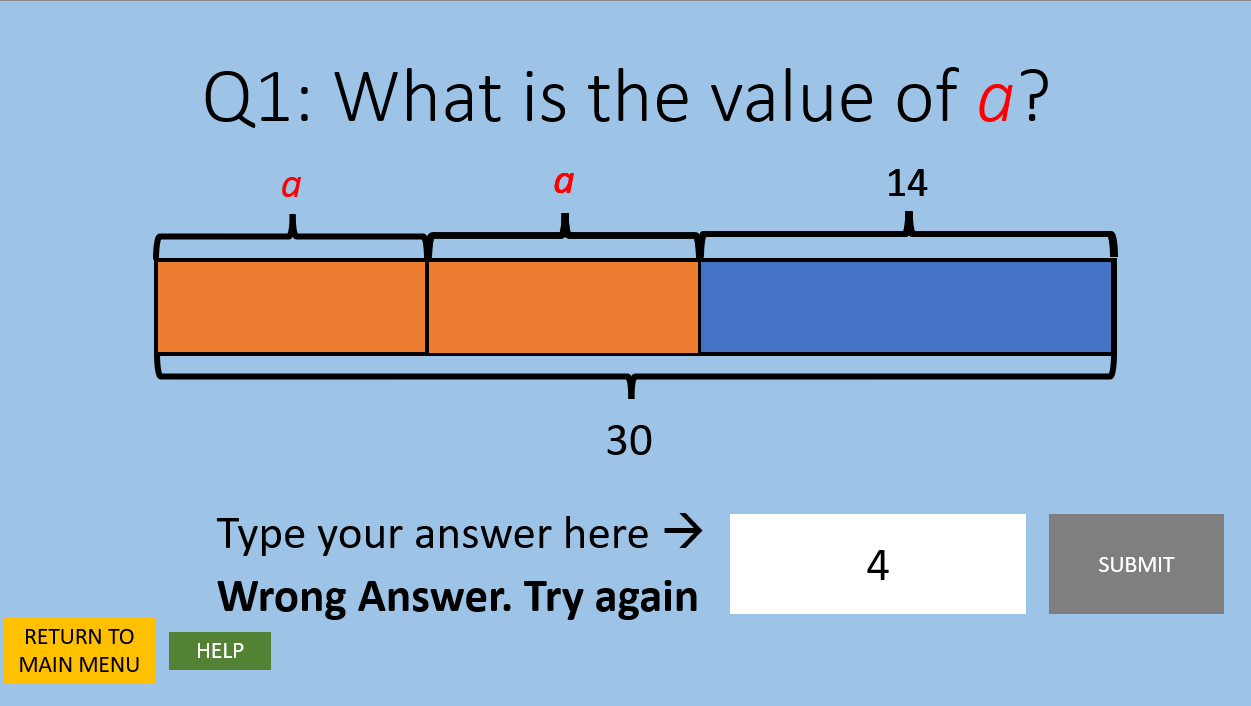 Q1: What is the value of a?
a a 14
30
Type your answer here →
4
SUBMIT
Wrong Answer. Try again
RETURN TO
MAIN MENU
HELP